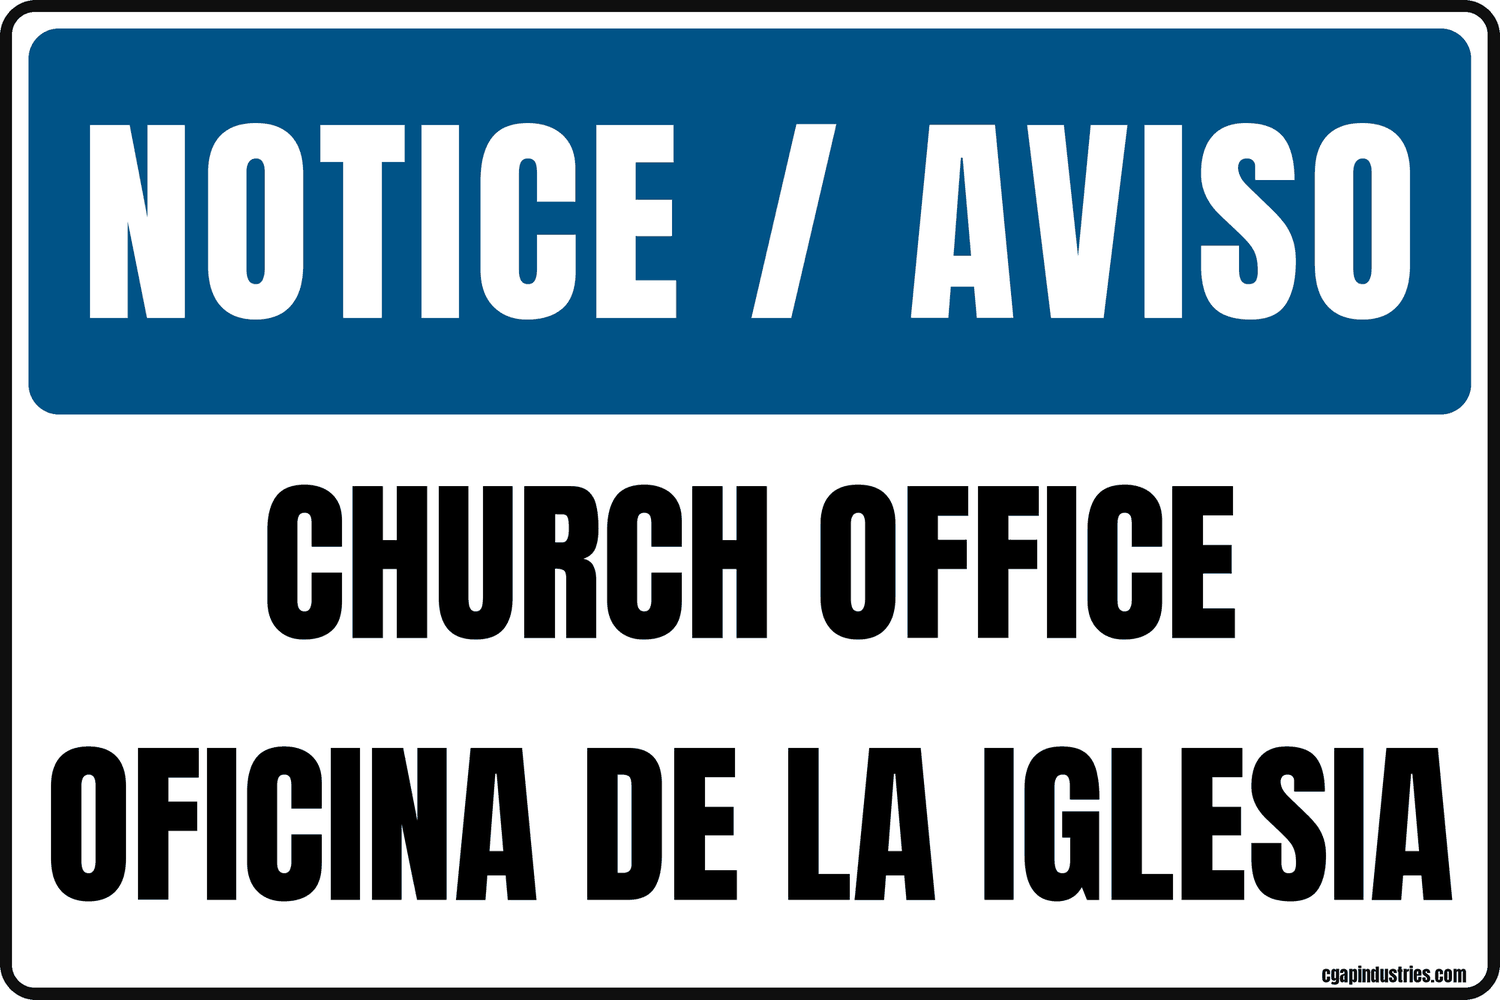 NOTICE / AVISO
CHURCH OFFICE
OFICINA DE LA IGLESIA
cgapindustries.com